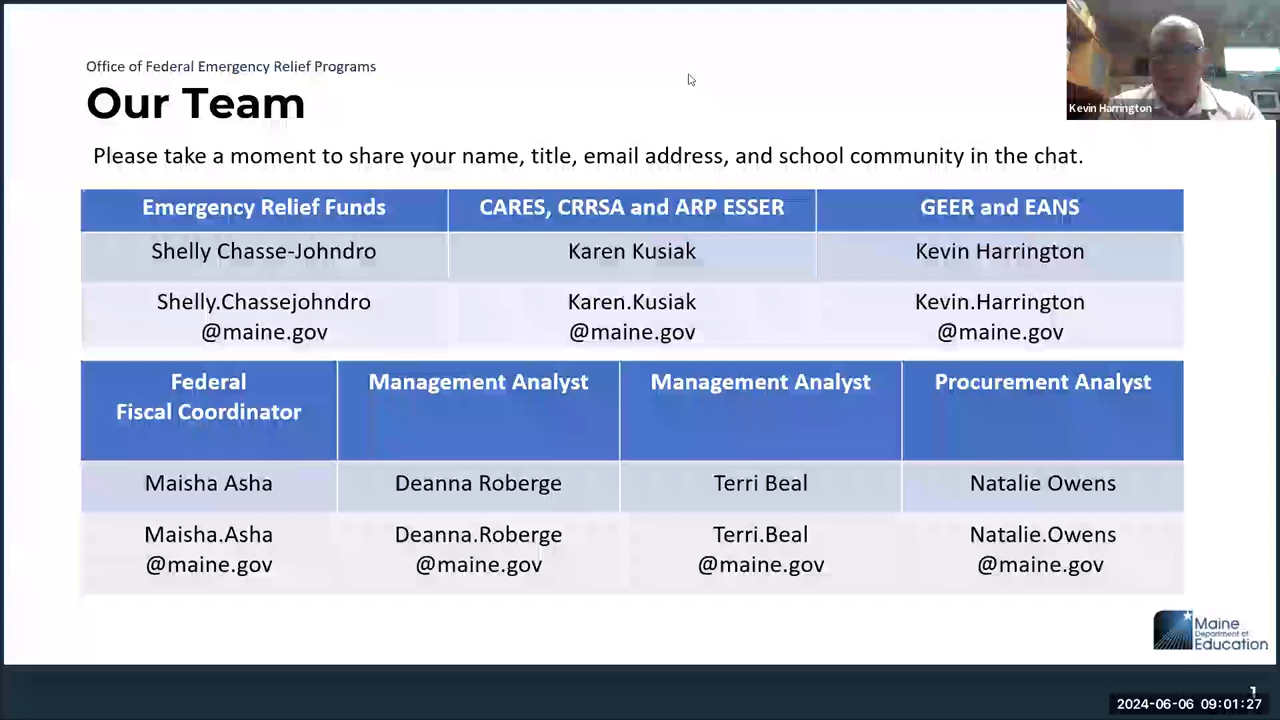 Office of Federal Emergency Relief Programs
Our Team
Please take a moment to share your name, title, email address, and school community in the chat.
Kevin Harrington
Emergency Relief Funds
CARES, CRRSA and ARP ESSER
GEER and EANS
Shelly Chasse-Johndro
Karen Kusiak
Kevin Harrington
Shelly.Chassejohndro
@maine.gov
Karen.Kusiak
@maine.gov
Kevin.Harrington
@maine.gov
Federal
Fiscal Coordinator
Management Analyst
Management Analyst
Procurement Analyst
Maisha Asha
Deanna Roberge
Terri Beal
Natalie Owens
Maisha.Asha
@maine.gov
Deanna.Roberge
@maine.gov
Terri.Beal
@maine.gov
Natalie.Owens
@maine.gov
Maine
Department of
Education
1
2024-06-06 09:01:27